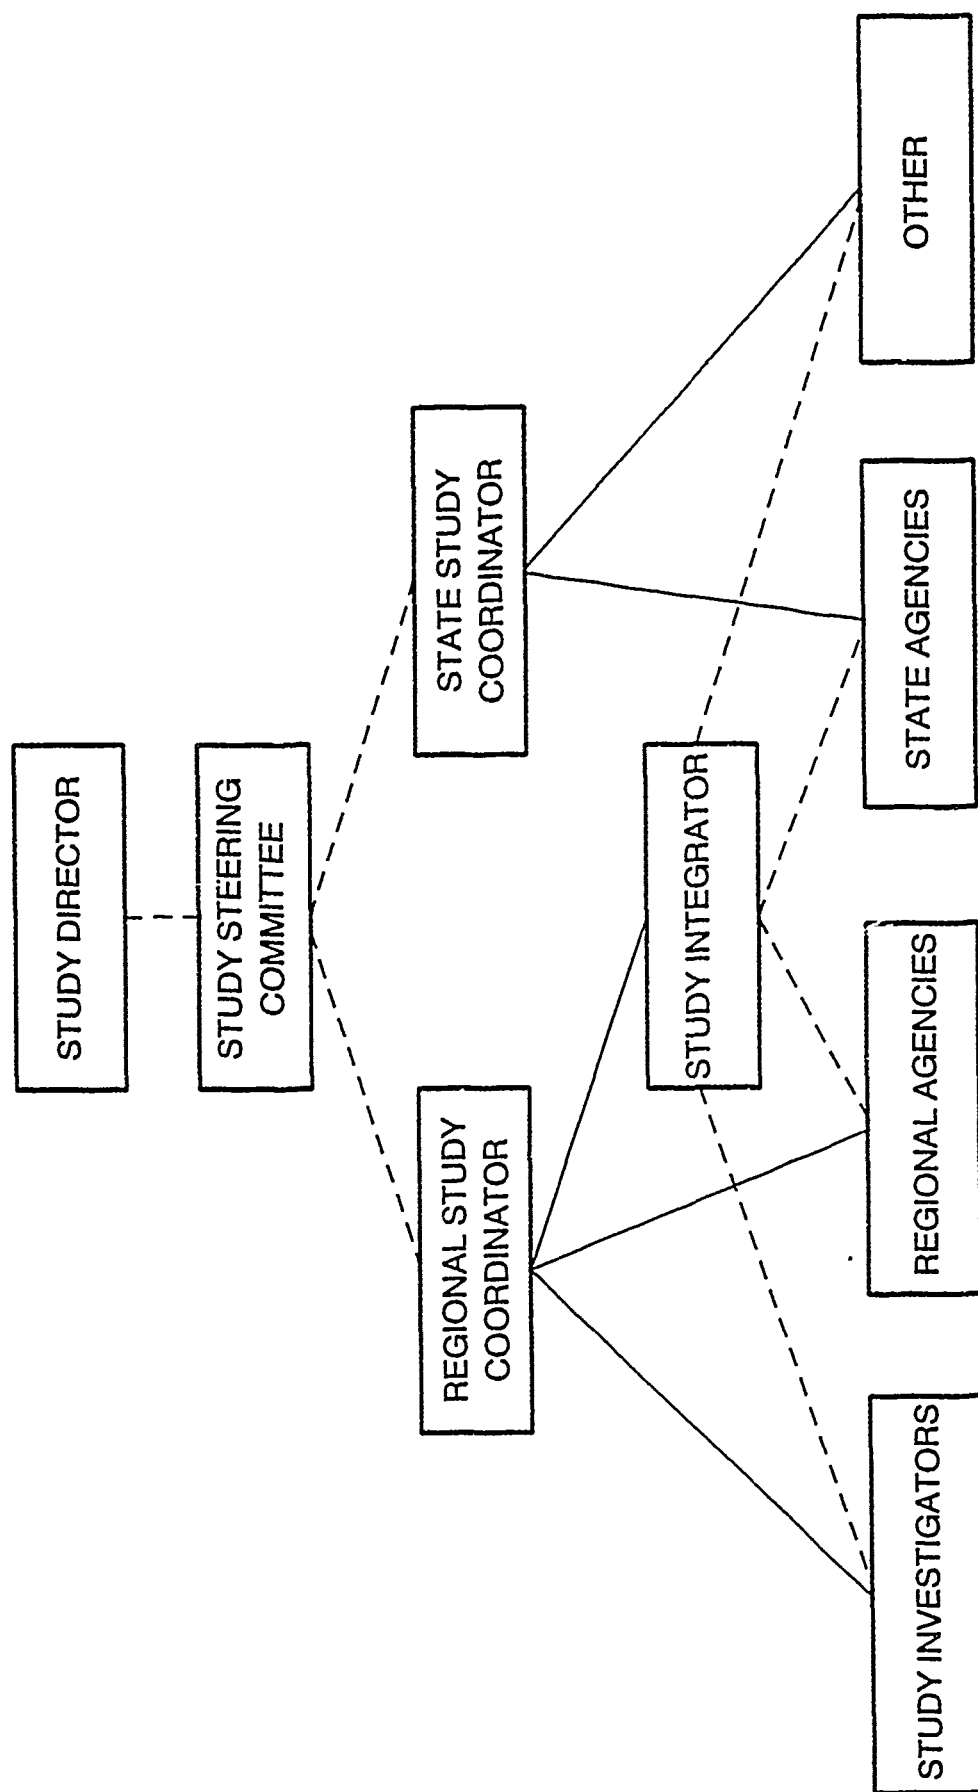 STUDY DIRECTOR
STUDY STEERING
COMMITTEE
REGIONAL STUDY
COORDINATOR
STATE STUDY
COORDINATOR
STUDY INTEGRATOR
STUDY INVESTIGATORS
REGIONAL AGENCIES
STATE AGENCIES
OTHER